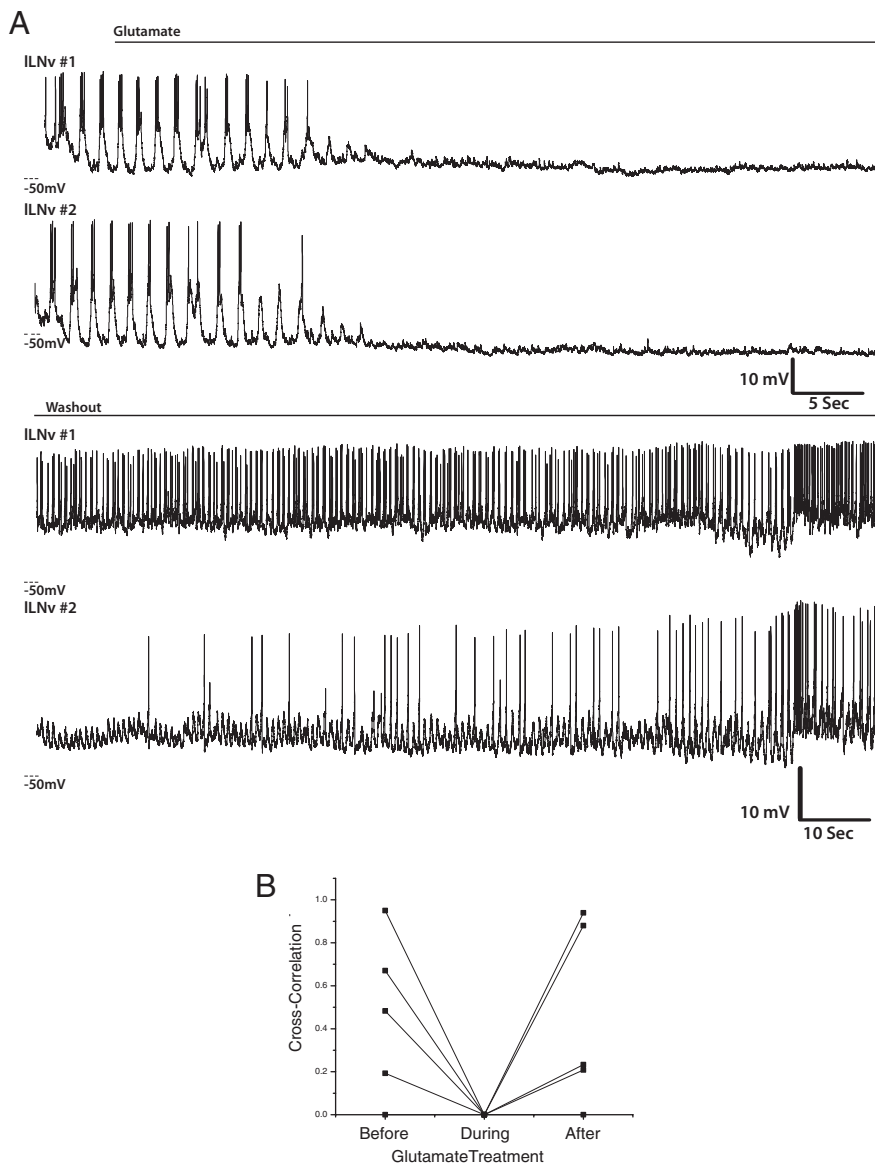 A
Glutamate
lLNv #1
-50mV
lLNv #2
-50mV
10 mV
5 Sec
Washout
lLNv #1
-50mV
lLNv #2
-50mV
10 mV
10 Sec
B
Cross-Correlation
1.0
0.8
0.6
0.4
0.2
0.0
Before During After
GlutamateTreatment